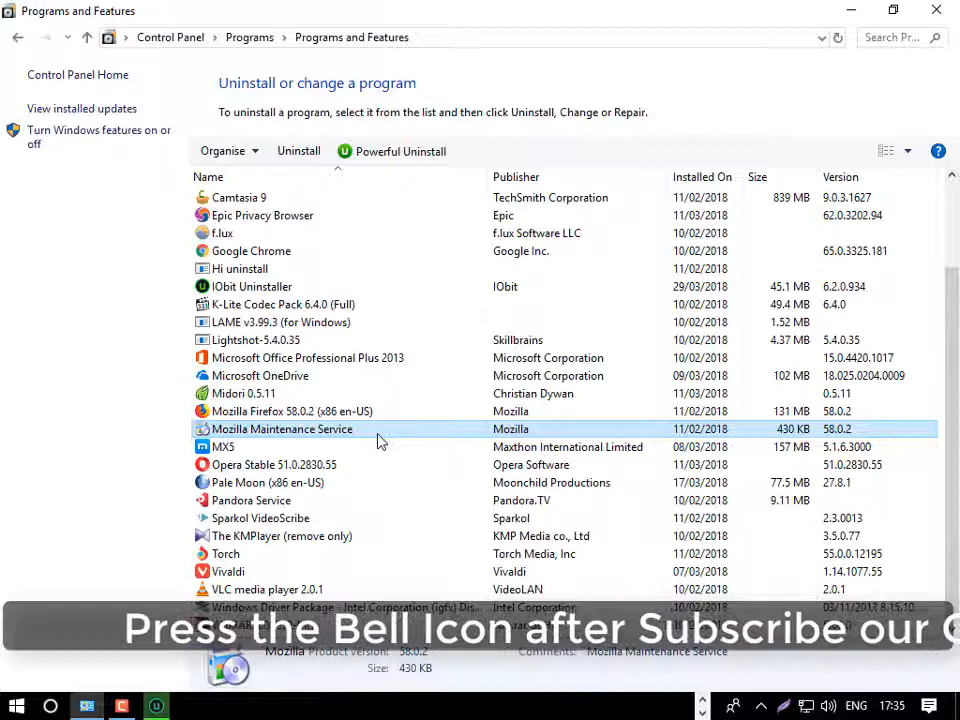 Programs and Features
Control Panel > Programs > Programs and Features
Search Pr...
Control Panel Home
View installed updates
Turn Windows features on or off
Uninstall or change a program
To uninstall a program, select it from the list and then click Uninstall, Change or Repair.
Organise Uninstall Powerful Uninstall
Name Publisher Installed On Size Version
Camtasia 9 TechSmith Corporation 11/02/2018 839 MB 9.0.3.1627
Epic Privacy Browser Epic 11/03/2018 62.0.3202.94
f.lux f.lux Software LLC 10/02/2018
Google Chrome Google Inc. 10/02/2018 65.0.3325.181
Hi uninstall 11/02/2018
IObit Uninstaller IObit 29/03/2018 45.1 MB 6.2.0.934
K-Lite Codec Pack 6.4.0 (Full) 10/02/2018 49.4 MB 6.4.0
LAME v3.99.3 (for Windows) 10/02/2018 1.52 MB
Lightshot-5.4.0.35 Skillbrains 10/02/2018 4.37 MB 5.4.0.35
Microsoft Office Professional Plus 2013 Microsoft Corporation 10/02/2018 15.0.4420.1017
Microsoft OneDrive Microsoft Corporation 09/03/2018 102 MB 18.025.0204.0009
Midori 0.5.11 Christian Dywan 11/03/2018 0.5.11
Mozilla Firefox 58.0.2 (x86 en-US) Mozilla 11/02/2018 131 MB 58.0.2
Mozilla Maintenance Service Mozilla 11/02/2018 430 KB 58.0.2
MX5 Maxthon International Limited 08/03/2018 157 MB 5.1.6.3000
Opera Stable 51.0.2830.55 Opera Software 11/03/2018 51.0.2830.55
Pale Moon (x86 en-US) Moonchild Productions 17/03/2018 77.5 MB 27.8.1
Pandora Service Pandora.TV 10/02/2018 9.11 MB
Sparkol VideoScribe Sparkol 11/02/2018 2.3.0013
The KMPlayer (remove only) KMP Media co., Ltd 10/02/2018 3.5.0.77
Torch Torch Media, Inc 11/03/2018 55.0.0.12195
Vivaldi Vivaldi 07/03/2018 1.14.1077.55
VLC media player 2.0.1 VideoLAN 10/02/2018 2.0.1
Windows Driver Package - Intel Corporation (igfx) Dis... Intel Corporation 10/02/2018
Press the Bell Icon after Subscribe our
Mozilla Product version: 58.0.2 Comments: Mozilla Maintenance Service
Size: 430 KB
ENG 17:35